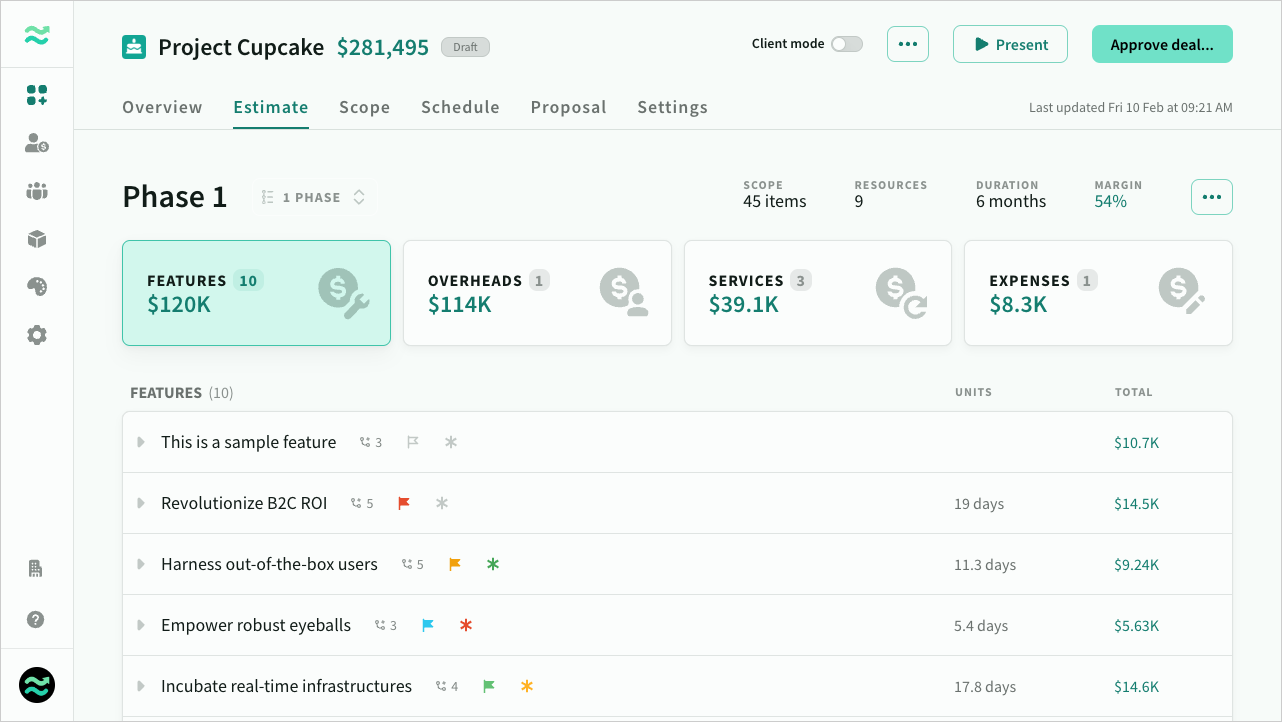 Project Cupcake $281,495 Draft Client mode Present Approve deal...
Overview Estimate Scope Schedule Proposal Settings Last updated Fri 10 Feb at 09:21 AM
Phase 1 1 PHASE
SCOPE RESOURCES DURATION MARGIN
45 items 9 6 months 54%
FEATURES 10 OVERHEADS 1 SERVICES 3 EXPENSES 1
$120K $114K $39.1K $8.3K
FEATURES (10) UNITS TOTAL
This is a sample feature 3 $10.7K
Revolutionize B2C ROI 5 19 days $14.5K
Harness out-of-the-box users 5 11.3 days $9.24K
Empower robust eyeballs 3 5.4 days $5.63K
Incubate real-time infrastructures 4 17.8 days $14.6K